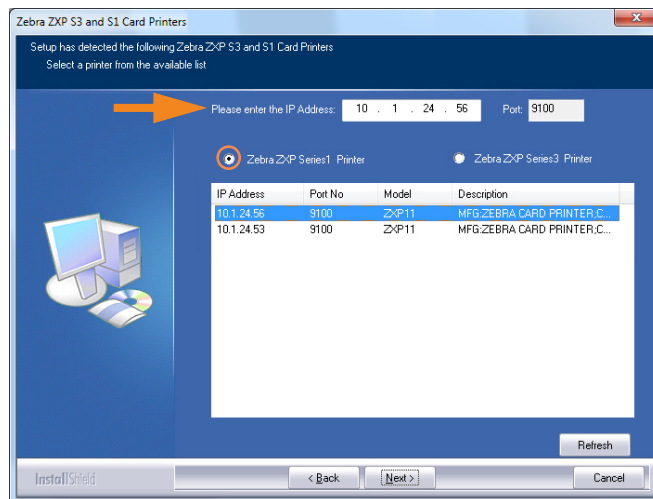 Zebra ZXP S3 and S1 Card Printers
Setup has detected the following Zebra ZXP S3 and S1 Card Printers
Select a printer from the available list
Please enter the IP Address: 10 . 1 . 24 . 56 Port: 9100
Zebra ZXP Series1 Printer Zebra ZXP Series3 Printer
IP Address Port No Model Description
10.1.24.56 9100 ZXP11 MFG:ZEBRA CARD PRINTER;C...
10.1.24.53 9100 ZXP11 MFG:ZEBRA CARD PRINTER;C...
Refresh
InstallShield < Back Next > Cancel